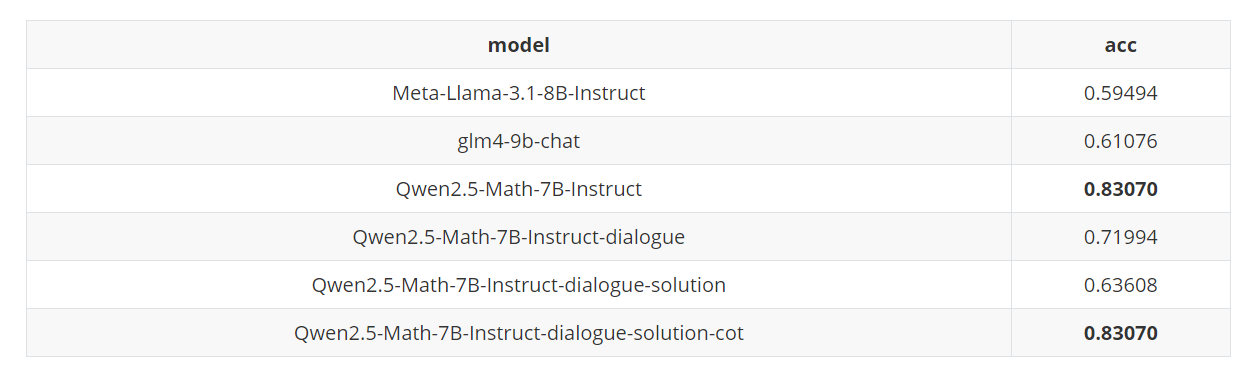 model acc
Meta-Llama-3.1-8B-Instruct 0.59494
glm4-9b-chat 0.61076
Qwen2.5-Math-7B-Instruct 0.83070
Qwen2.5-Math-7B-Instruct-dialogue 0.71994
Qwen2.5-Math-7B-Instruct-dialogue-solution 0.63608
Qwen2.5-Math-7B-Instruct-dialogue-solution-cot 0.83070